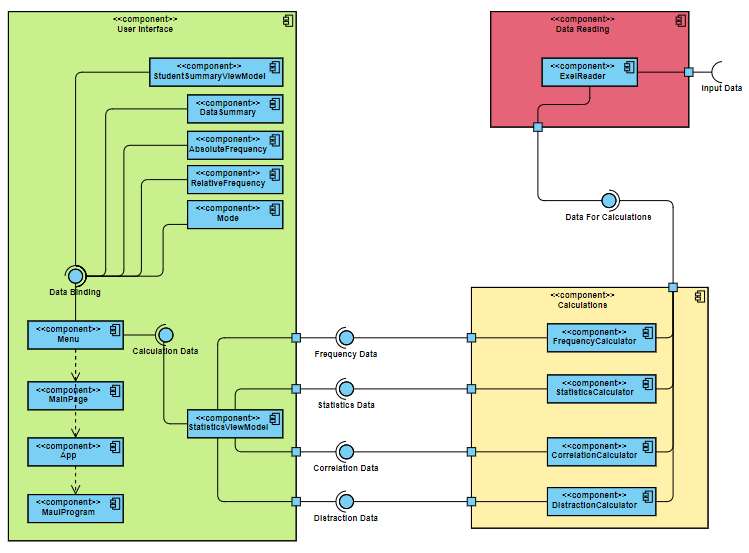 <<component>>
User Interface
<<component>>
StudentSummaryViewModel
<<component>>
DataSummary
<<component>>
AbsoluteFrequency
<<component>>
RelativeFrequency
<<component>>
Mode
Data Binding
<<component>>
Menu
Calculation Data
<<component>>
MainPage
<<component>>
StatisticsViewModel
<<component>>
App
<<component>>
MauiProgram
Frequency Data
Statistics Data
Correlation Data
Distraction Data
<<component>>
Data Reading
<<component>>
ExelReader
Input Data
Data For Calculations
<<component>>
Calculations
<<component>>
FrequencyCalculator
<<component>>
StatisticsCalculator
<<component>>
CorrelationCalculator
<<component>>
DistractionCalculator